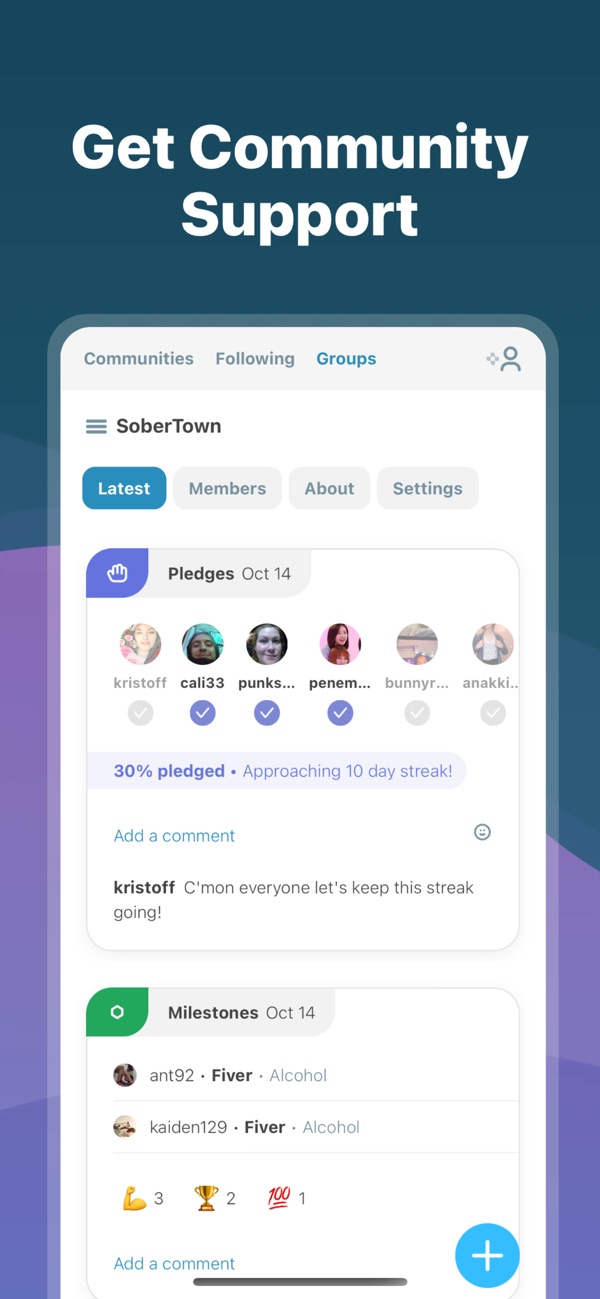 Get Community
Support
Communities Following Groups
SoberTown
Latest Members About Settings
Pledges Oct 14
kristoff cali33 punks... penem... bunnyr... anakki..
30% pledged • Approaching 10 day streak!
Add a comment
kristoff C'mon everyone let's keep this streak
going!
Milestones Oct 14
ant92 • Fiver • Alcohol
kaiden129 • Fiver • Alcohol
💪 3 🏆 2 💯 1
Add a comment